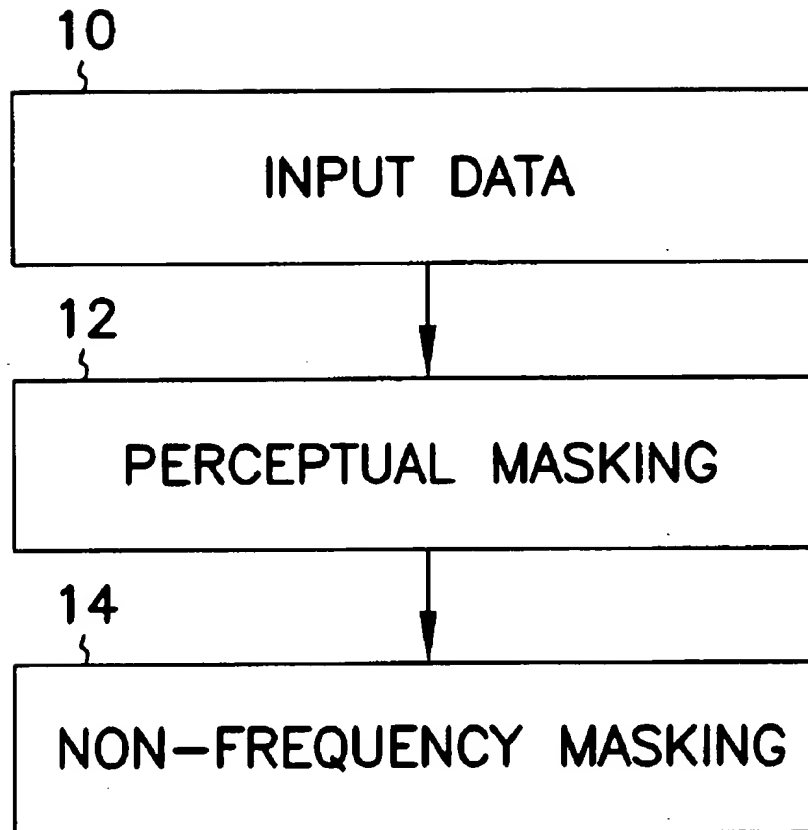 10
INPUT DATA
12
PERCEPTUAL MASKING
14
NON-FREQUENCY MASKING